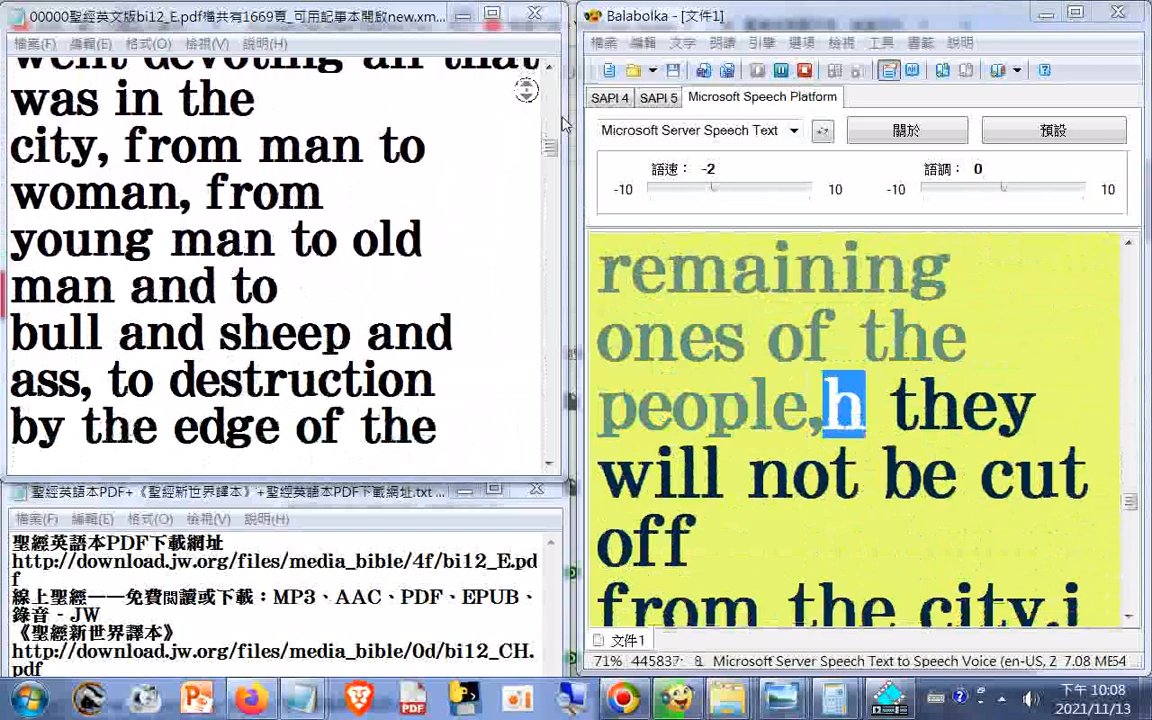 00000聖經英文版bi12_E.pdf檔共有1669頁_可用記事本開啟new.xm...
檔案(F) 編輯(E) 格式(O) 檢視(V) 說明(H)
went devoting all that
was in the
city, from man to
woman, from
young man to old
man and to
bull and sheep and
ass, to destruction
by the edge of the
聖經英語本PDF+《聖經新世界譯本》+聖經英語本PDF下載網址.txt ...
檔案(F) 編輯(E) 格式(O) 檢視(V) 說明(H)
聖經英語本PDF下載網址
http://download.jw.org/files/media_bible/4f/bi12_E.pd
f
線上聖經——免費閱讀或下載：MP3、AAC、PDF、EPUB、
錄音 - JW
《聖經新世界譯本》
http://download.jw.org/files/media_bible/0d/bi12_CH.
pdf
Balabolka - [文件1]
檔案 編輯 文字 朗讀 引擎 選項 檢視 工具 書籤 說明
SAPI 4 SAPI 5 Microsoft Speech Platform
Microsoft Server Speech Text 關於 預設
語速： -2 語調： 0
-10 10 -10 10
remaining
ones of the
people,h they
will not be cut
off
from the city.i
文件1
71% 445837: Microsoft Server Speech Text to Speech Voice (en-US, Z 7.08 ME54
PDF
下午 10:08
2021/11/13